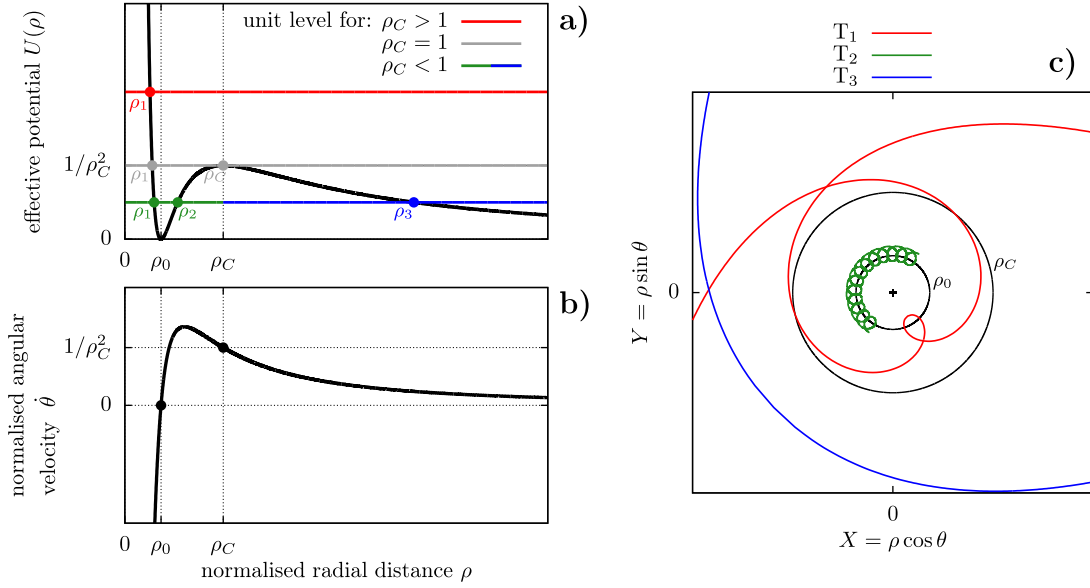 a)
unit level for: ρ_C > 1
ρ_C = 1
ρ_C < 1
effective potential U(ρ)
1/ρ_C^2
0
ρ_1
ρ_1
ρ_C
ρ_1
ρ_2
ρ_3
0 ρ_0 ρ_C
b)
normalised angular
velocity θ̇
1/ρ_C^2
0
0 ρ_0 ρ_C
normalised radial distance ρ
T_1
T_2
T_3
c)
Y = ρ sin θ
0
ρ_C
ρ_0
0
X = ρ cos θ